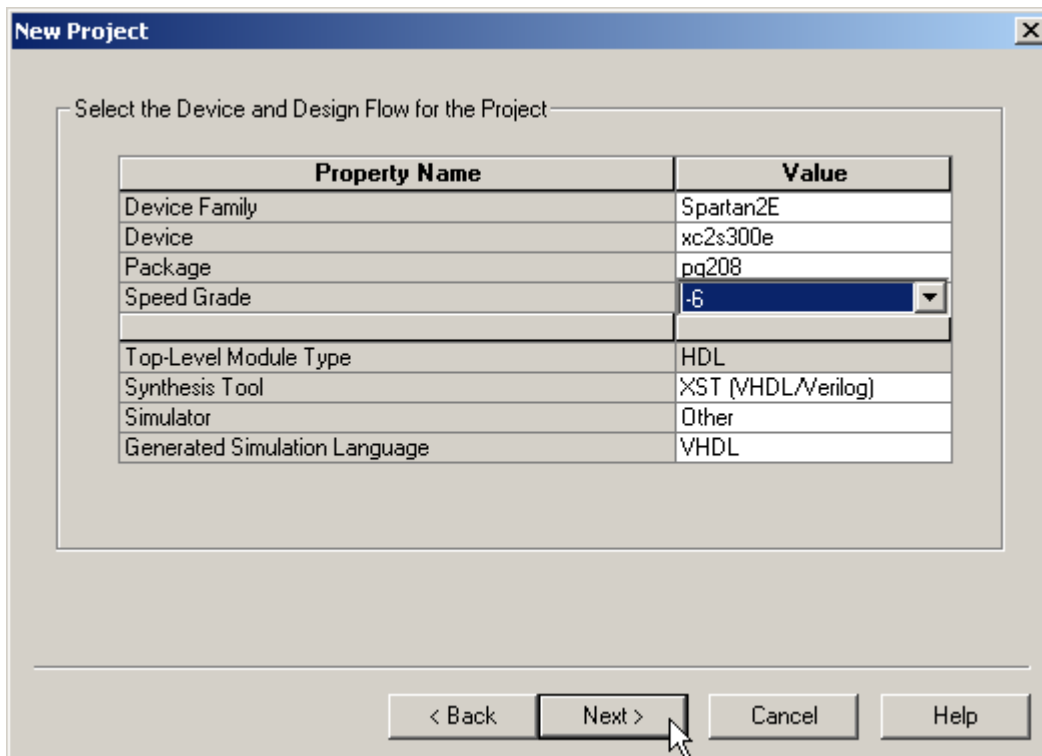 New Project
Select the Device and Design Flow for the Project
Property Name Value
Device Family Spartan2E
Device xc2s300e
Package pq208
Speed Grade -6
Top-Level Module Type HDL
Synthesis Tool XST (VHDL/Verilog)
Simulator Other
Generated Simulation Language VHDL
< Back Next > Cancel Help